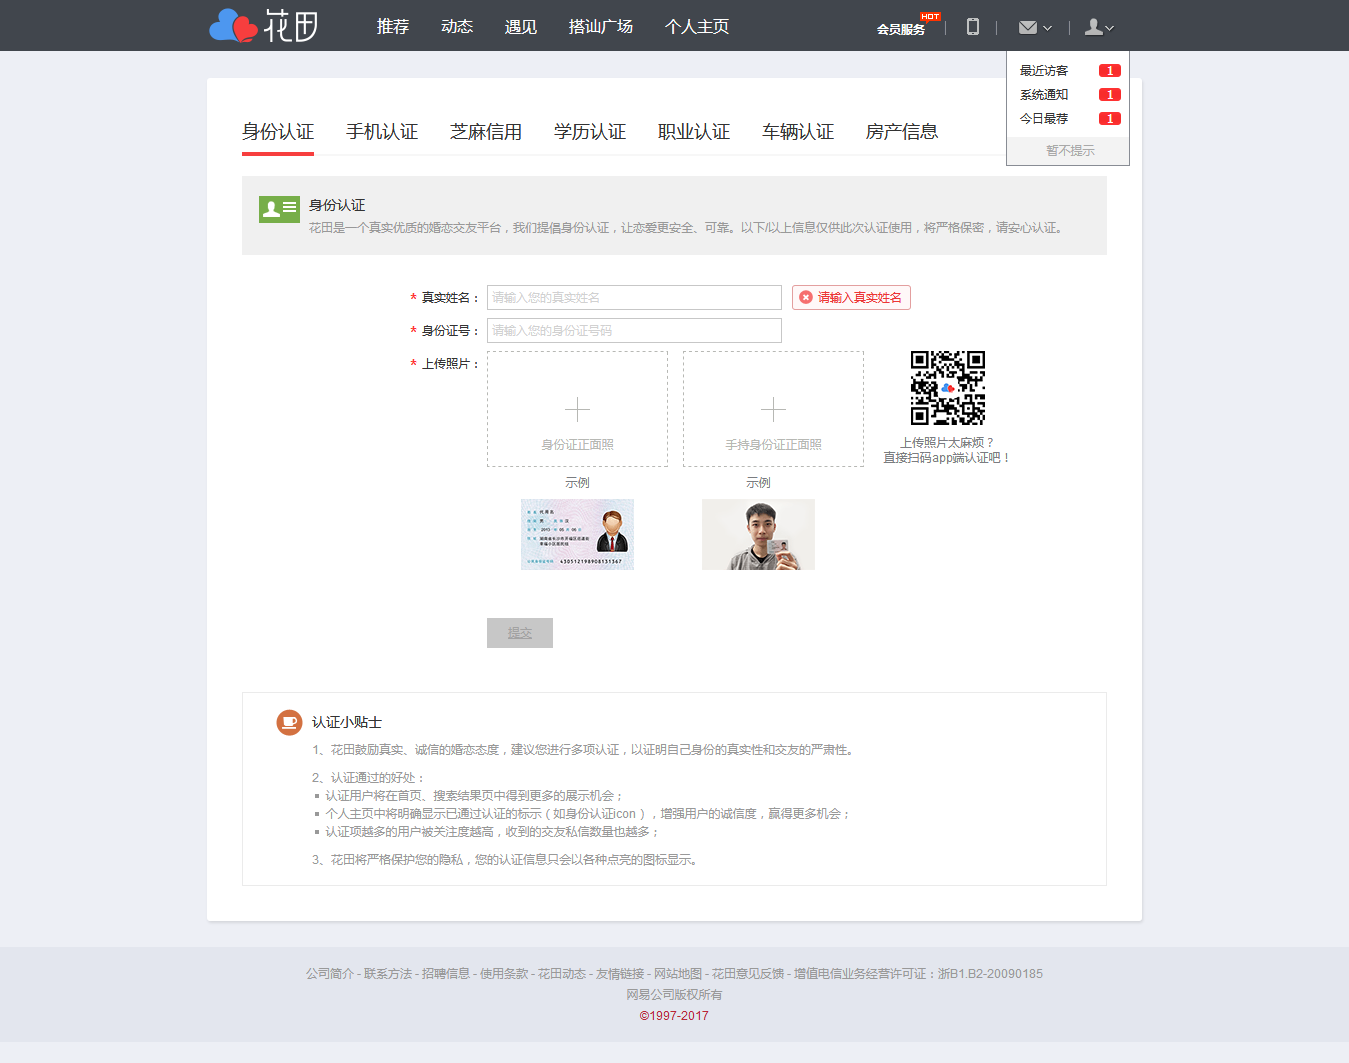 花田
推荐 动态 遇见 搭讪广场 个人主页
会员服务 HOT
最近访客 1
系统通知 1
今日最荐 1
暂不提示
身份认证 手机认证 芝麻信用 学历认证 职业认证 车辆认证 房产信息
身份认证
花田是一个真实优质的婚恋交友平台，我们提倡身份认证，让恋爱更安全、可靠。以下/以上信息仅供此次认证使用，将严格保密，请安心认证。
* 真实姓名： 请输入您的真实姓名 请输入真实姓名
* 身份证号： 请输入您的身份证号码
* 上传照片：
身份证正面照 手持身份证正面照
上传照片太麻烦？
直接扫码app端认证吧！
示例 示例
430512198908131367
提交
认证小贴士
1、花田鼓励真实、诚信的婚恋态度，建议您进行多项认证，以证明自己身份的真实性和交友的严肃性。
2、认证通过的好处：
▪ 认证用户将在首页、搜索结果页中得到更多的展示机会；
▪ 个人主页中将明确显示已通过认证的标示（如身份认证icon），增强用户的诚信度，赢得更多机会；
▪ 认证项越多的用户被关注度越高，收到的交友私信数量也越多；
3、花田将严格保护您的隐私，您的认证信息只会以各种点亮的图标显示。
公司简介 - 联系方法 - 招聘信息 - 使用条款 - 花田动态 - 友情链接 - 网站地图 - 花田意见反馈 - 增值电信业务经营许可证：浙B1.B2-20090185
网易公司版权所有
©1997-2017